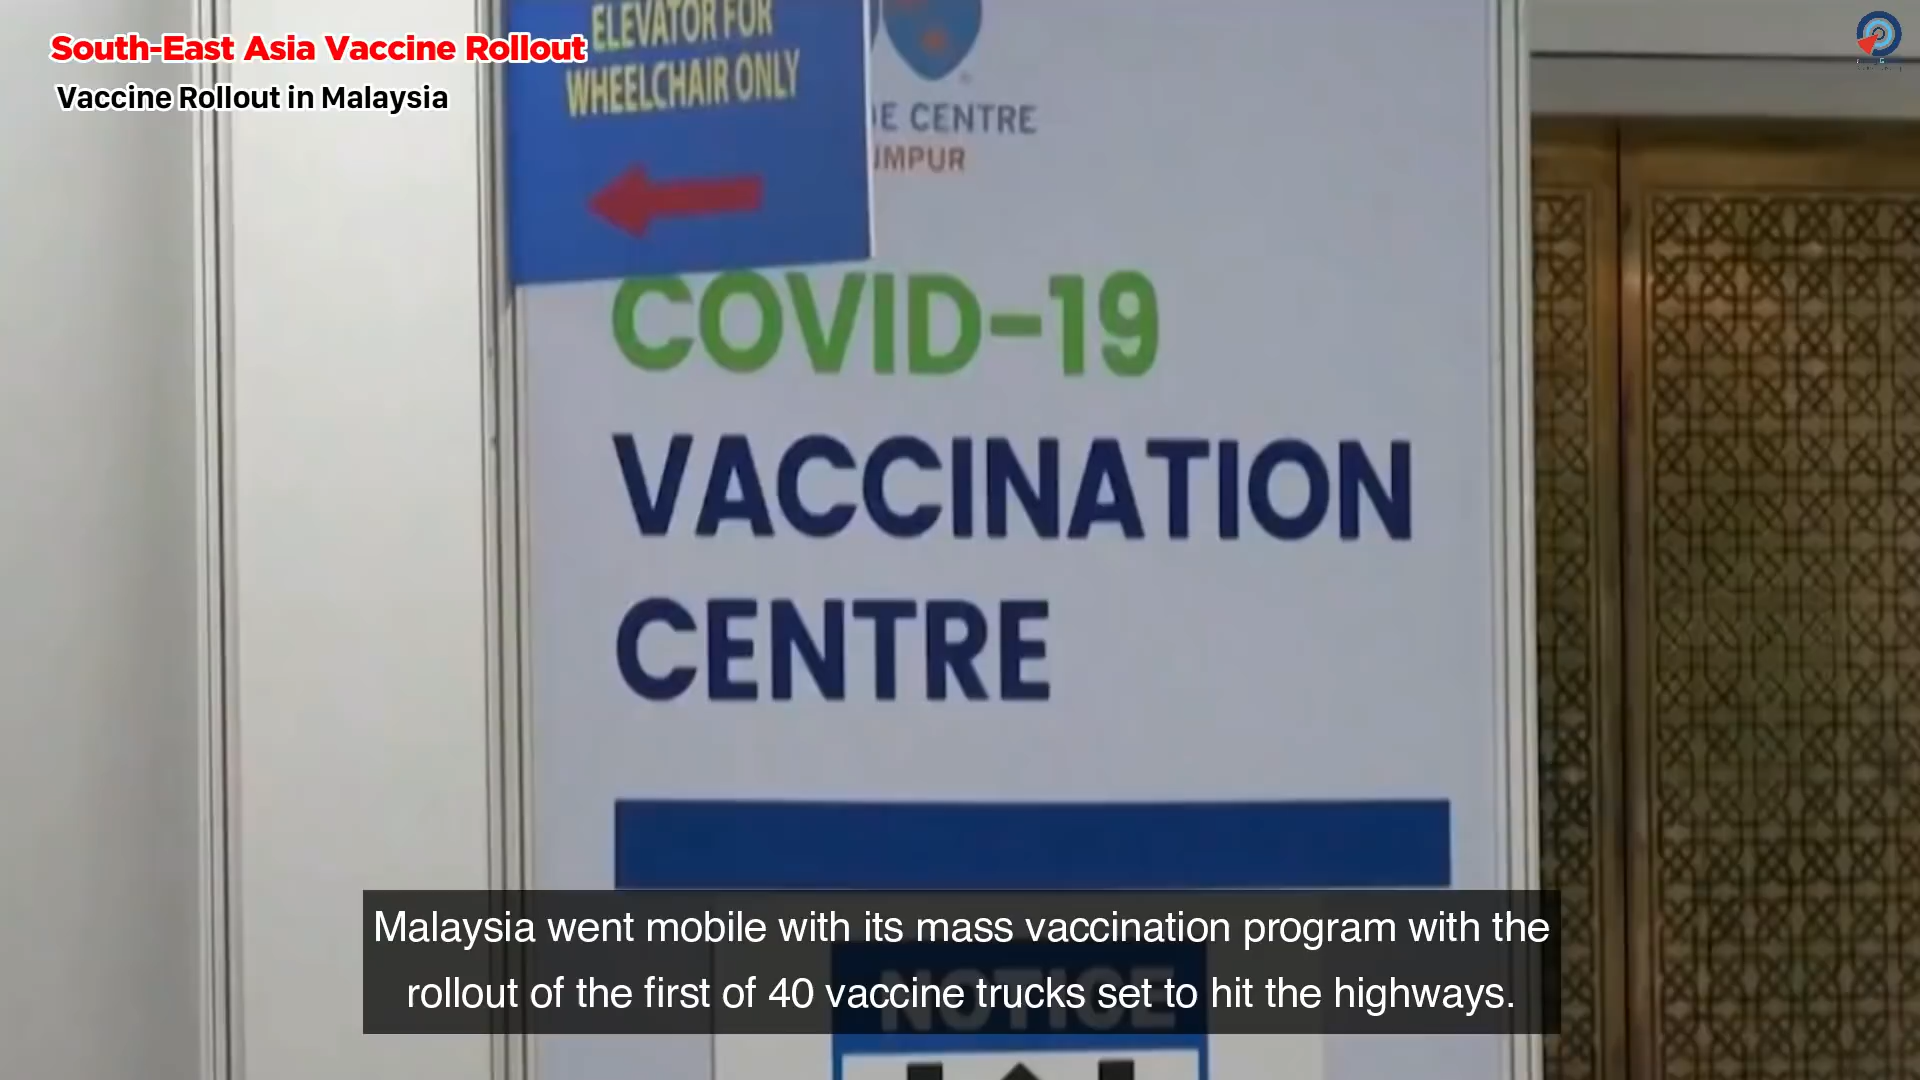 South-East Asia Vaccine Rollout
Vaccine Rollout in Malaysia
ELEVATOR FOR
WHEELCHAIR ONLY
CENTRE
COVID-19
VACCINATION
CENTRE
Malaysia went mobile with its mass vaccination program with the
rollout of the first of 40 vaccine trucks set to hit the highways.
NOTICE